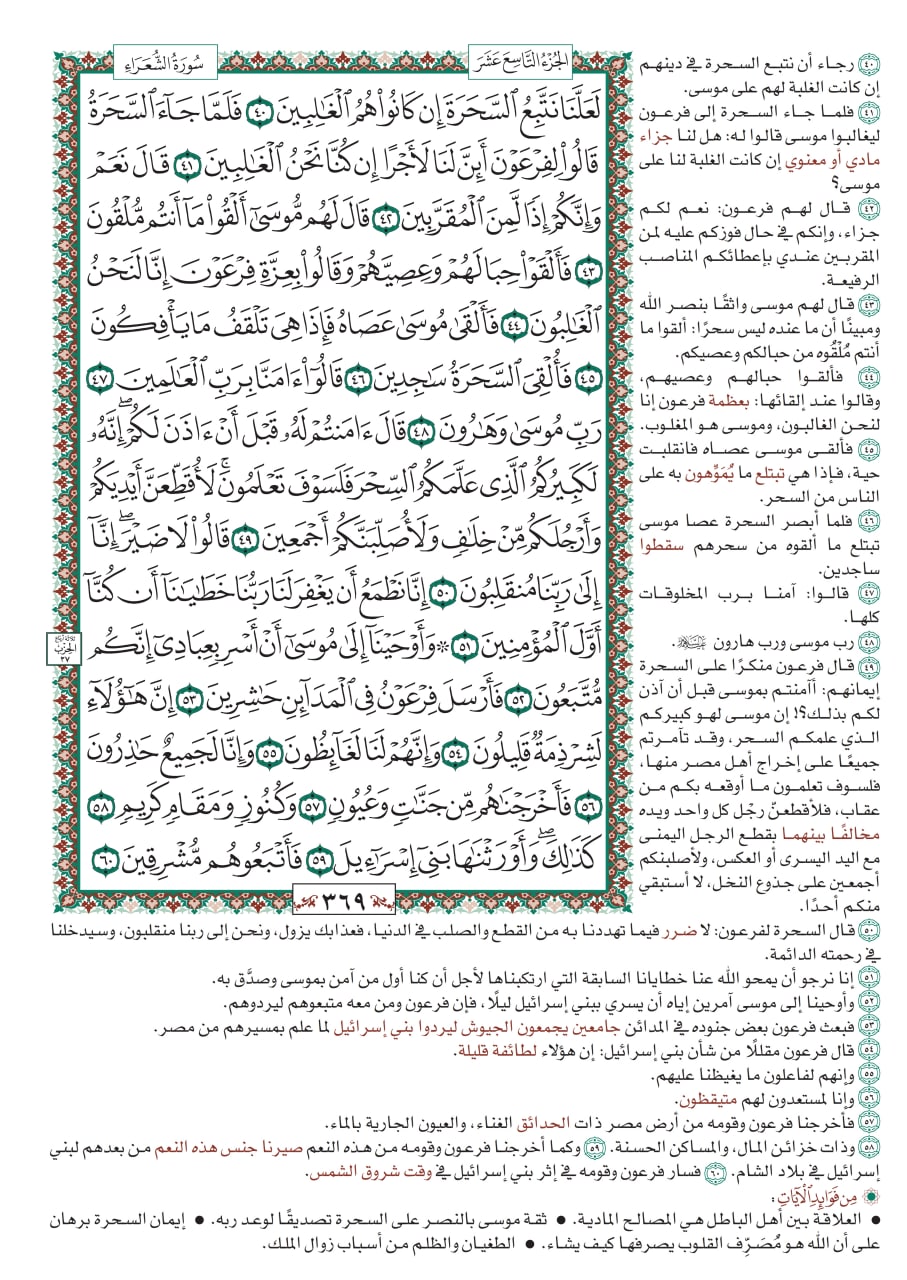 الجُزْءُ التَّاسِعَ عَشَرَ
سُورَةُ الشُّعَرَاءِ
لَعَلَّنَا نَتَّبِعُ ٱلسَّحَرَةَ إِن كَانُوا۟ هُمُ ٱلْغَـٰلِبِينَ ٤٠ فَلَمَّا جَآءَ ٱلسَّحَرَةُ
قَالُوا۟ لِفِرْعَوْنَ أَئِنَّ لَنَا لَأَجْرًا إِن كُنَّا نَحْنُ ٱلْغَـٰلِبِينَ ٤١ قَالَ نَعَمْ
وَإِنَّكُمْ إِذًا لَّمِنَ ٱلْمُقَرَّبِينَ ٤٢ قَالَ لَهُم مُّوسَىٰٓ أَلْقُوا۟ مَآ أَنتُم مُّلْقُونَ
٤٣ فَأَلْقَوْا۟ حِبَالَهُمْ وَعِصِيَّهُمْ وَقَالُوا۟ بِعِزَّةِ فِرْعَوْنَ إِنَّا لَنَحْنُ
ٱلْغَـٰلِبُونَ ٤٤ فَأَلْقَىٰ مُوسَىٰ عَصَاهُ فَإِذَا هِىَ تَلْقَفُ مَا يَأْفِكُونَ
٤٥ فَأُلْقِىَ ٱلسَّحَرَةُ سَـٰجِدِينَ ٤٦ قَالُوٓا۟ ءَامَنَّا بِرَبِّ ٱلْعَـٰلَمِينَ ٤٧
رَبِّ مُوسَىٰ وَهَـٰرُونَ ٤٨ قَالَ ءَامَنتُمْ لَهُۥ قَبْلَ أَنْ ءَاذَنَ لَكُمْ ۖ إِنَّهُۥ
لَكَبِيرُكُمُ ٱلَّذِى عَلَّمَكُمُ ٱلسِّحْرَ فَلَسَوْفَ تَعْلَمُونَ ۚ لَأُقَطِّعَنَّ أَيْدِيَكُمْ
وَأَرْجُلَكُم مِّنْ خِلَـٰفٍ وَلَأُصَلِّبَنَّكُمْ أَجْمَعِينَ ٤٩ قَالُوا۟ لَا ضَيْرَ ۖ إِنَّآ
إِلَىٰ رَبِّنَا مُنقَلِبُونَ ٥٠ إِنَّا نَطْمَعُ أَن يَغْفِرَ لَنَا رَبُّنَا خَطَـٰيَـٰنَآ أَن كُنَّآ
أَوَّلَ ٱلْمُؤْمِنِينَ ٥١ ۞ وَأَوْحَيْنَآ إِلَىٰ مُوسَىٰٓ أَنْ أَسْرِ بِعِبَادِىٓ إِنَّكُم
مُّتَّبَعُونَ ٥٢ فَأَرْسَلَ فِرْعَوْنُ فِى ٱلْمَدَآئِنِ حَـٰشِرِينَ ٥٣ إِنَّ هَـٰٓؤُلَآءِ
لَشِرْذِمَةٌ قَلِيلُونَ ٥٤ وَإِنَّهُمْ لَنَا لَغَآئِظُونَ ٥٥ وَإِنَّا لَجَمِيعٌ حَـٰذِرُونَ
٥٦ فَأَخْرَجْنَـٰهُم مِّن جَنَّـٰتٍ وَعُيُونٍ ٥٧ وَكُنُوزٍ وَمَقَامٍ كَرِيمٍ ٥٨
كَذَٰلِكَ ۖ وَأَوْرَثْنَـٰهَا بَنِىٓ إِسْرَٰٓءِيلَ ٥٩ فَأَتْبَعُوهُم مُّشْرِقِينَ ٦٠
ثلاثة أرباع
الحزب
٣٧
٣٦٩
٤٠ رجاء أن نتبع السحرة في دينهم
إن كانت الغلبة لهم على موسى.
٤١ فلما جاء السحرة إلى فرعون
ليغالبوا موسى قالوا له: هل لنا جزاء
مادي أو معنوي إن كانت الغلبة لنا على
موسى؟
٤٢ قال لهم فرعون: نعم لكم
جزاء، وإنكم في حال فوزكم عليه لمن
المقربين عندي بإعطائكم المناصب
الرفيعة.
٤٣ قال لهم موسى واثقًا بنصر الله
ومبينًا أن ما عنده ليس سحرًا: ألقوا ما
أنتم مُلْقُوه من حبالكم وعصيكم.
٤٤ فألقوا حبالهم وعصيهم،
وقالوا عند إلقائها: بعظمة فرعون إنا
لنحن الغالبون، وموسى هو المغلوب.
٤٥ فألقى موسى عصاه فانقلبت
حية، فإذا هي تبتلع ما يُمَوِّهون به على
الناس من السحر.
٤٦ فلما أبصر السحرة عصا موسى
تبتلع ما ألقوه من سحرهم سقطوا
ساجدين.
٤٧ قالوا: آمنا برب المخلوقات
كلها.
٤٨ رب موسى ورب هارون .
٤٩ قال فرعون منكرًا على السحرة
إيمانهم: أآمنتم بموسى قبل أن آذن
لكم بذلك؟! إن موسى لهو كبيركم
الذي علمكم السحر، وقد تآمرتم
جميعًا على إخراج أهل مصر منها،
فلسوف تعلمون ما أوقعه بكم من
عقاب، فلأقطعنّ رجْل كل واحد ويده
مخالفًا بينهما بقطع الرجل اليمنى
مع اليد اليسرى أو العكس، ولأصلبنكم
أجمعين على جذوع النخل، لا أستبقي
منكم أحدًا.
٥٠ قال السحرة لفرعون: لا ضرر فيما تهددنا به من القطع والصلب في الدنيا، فعذابك يزول، ونحن إلى ربنا منقلبون، وسيدخلنا
في رحمته الدائمة.
٥١ إنا نرجو أن يمحو الله عنا خطايانا السابقة التي ارتكبناها لأجل أن كنا أول من آمن بموسى وصدَّق به.
٥٢ وأوحينا إلى موسى آمرين إياه أن يسري ببني إسرائيل ليلًا، فإن فرعون ومن معه متبعوهم ليردوهم.
٥٣ فبعث فرعون بعض جنوده في المدائن جامعين يجمعون الجيوش ليردوا بني إسرائيل لما علم بمسيرهم من مصر.
٥٤ قال فرعون مقللًا من شأن بني إسرائيل: إن هؤلاء لطائفة قليلة.
٥٥ وإنهم لفاعلون ما يغيظنا عليهم.
٥٦ وإنا لمستعدون لهم متيقظون.
٥٧ فأخرجنا فرعون وقومه من أرض مصر ذات الحدائق الغناء، والعيون الجارية بالماء.
٥٨ وذات خزائن المال، والمساكن الحسنة. ٥٩ وكما أخرجنا فرعون وقومه من هذه النعم صيرنا جنس هذه النعم من بعدهم لبني
إسرائيل في بلاد الشام. ٦٠ فسار فرعون وقومه في إثر بني إسرائيل في وقت شروق الشمس.
مِن فَوَائِدِ الْآيَاتِ:
• العلاقة بين أهل الباطل هي المصالح المادية. • ثقة موسى بالنصر على السحرة تصديقًا لوعد ربه. • إيمان السحرة برهان
على أن الله هو مُصَرِّف القلوب يصرفها كيف يشاء. • الطغيان والظلم من أسباب زوال الملك.